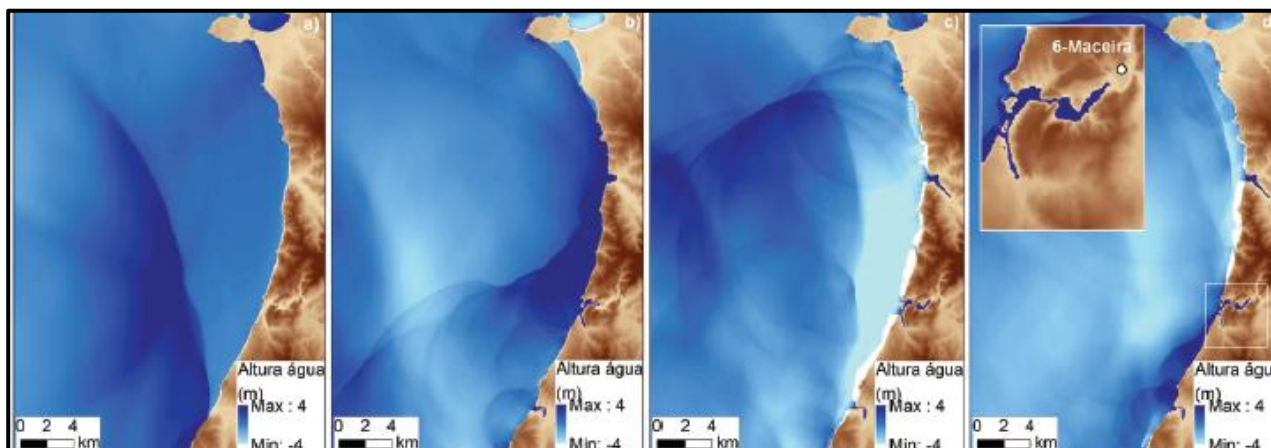 a)
b)
c)
d
6-Maceira
Altura água
(m)
Max : 4
Min: -4
0 2 4
km
Altura água
(m)
Max : 4
Min: -4
0 2 4
km
Altura água
(m)
Max : 4
Min: -4
0 2 4
km
Altura águ
(m)
Max : 4
Min: -4
0 2 4
km